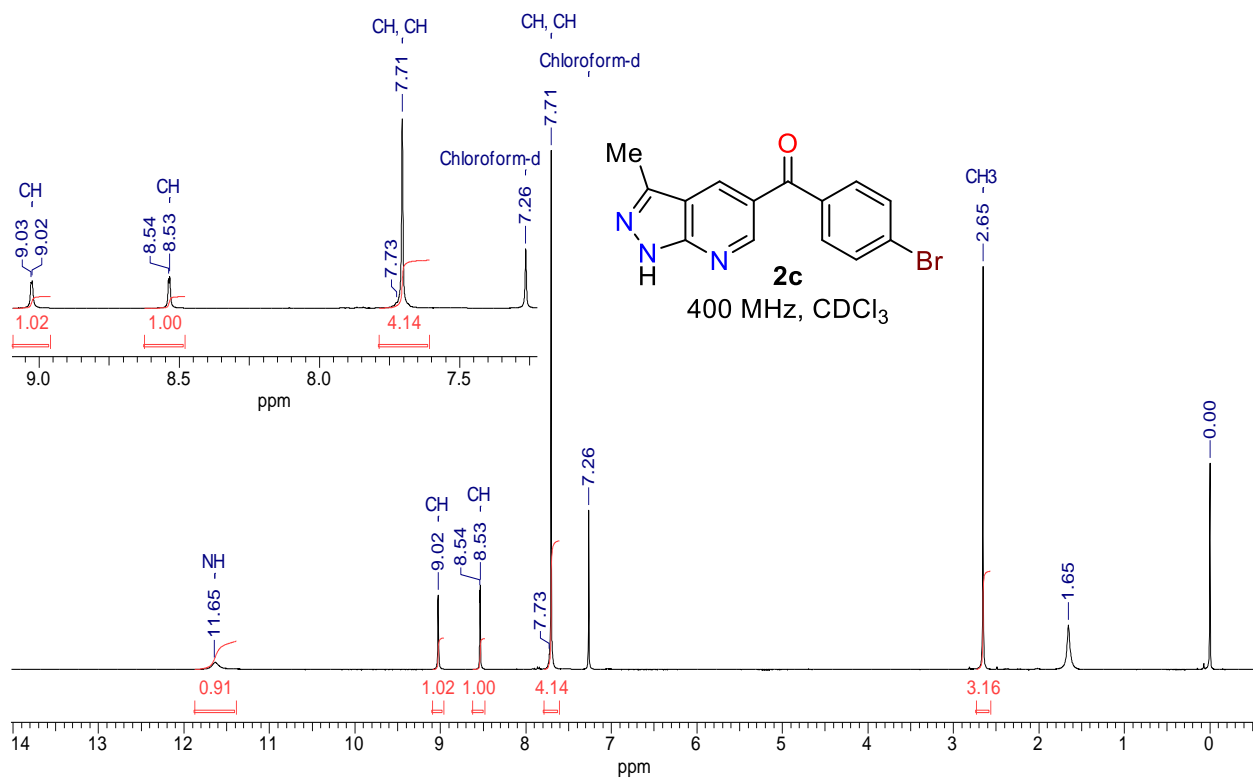 CH, CH
CH, CH
Chloroform-d
7.71
7.71
Chloroform-d
CH
CH
9.03
9.02
8.54
8.53
7.73
7.26
1.02
1.00
4.14
9.0
8.5
8.0
7.5
ppm
O
Me
N
N
H
N
Br
2c
400 MHz, CDCl3
CH3
2.65
0.00
7.26
CH
CH
9.02
8.54
8.53
NH
11.65
7.73
1.65
0.91
1.02
1.00
4.14
3.16
14 13 12 11 10 9 8 7 6 5 4 3 2 1 0
ppm